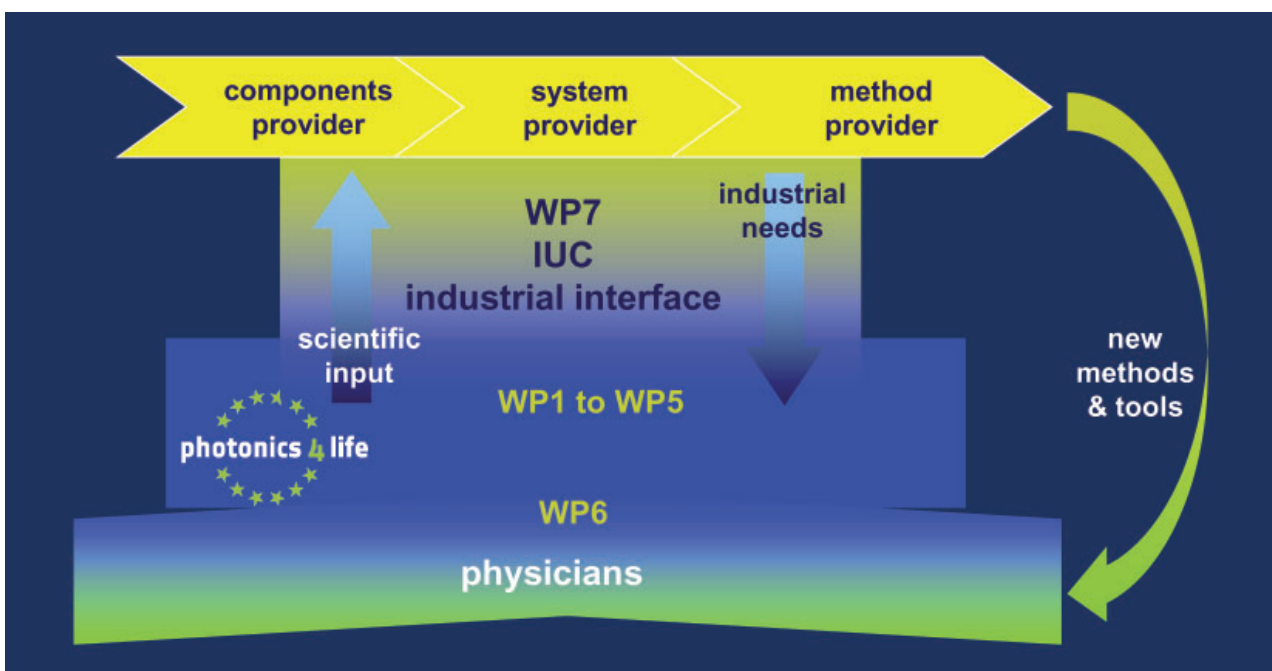 components
provider
system
provider
method
provider
WP7
IUC
industrial interface
industrial
needs
scientific
input
new
methods
& tools
WP1 to WP5
photonics 4 life
WP6
physicians